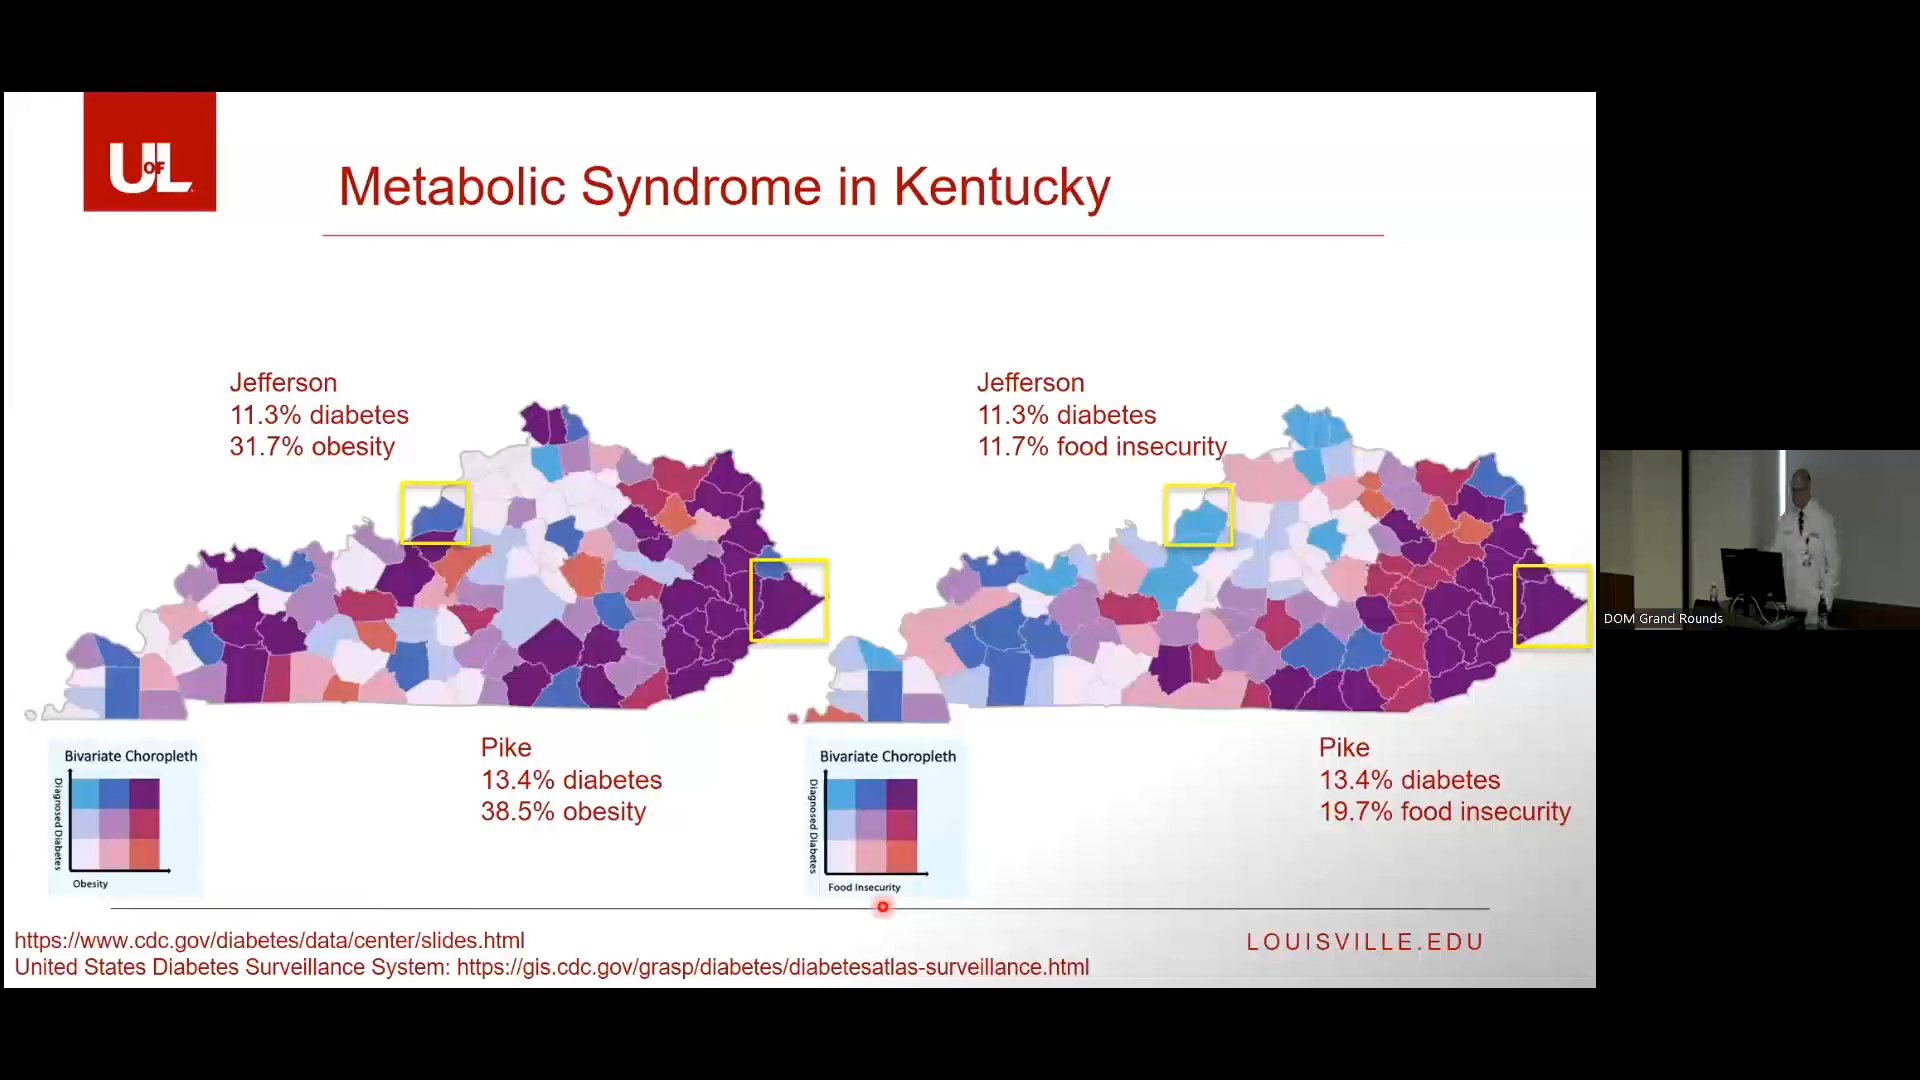 UofL
Metabolic Syndrome in Kentucky
Jefferson
11.3% diabetes
31.7% obesity
Jefferson
11.3% diabetes
11.7% food insecurity
Pike
13.4% diabetes
38.5% obesity
Pike
13.4% diabetes
19.7% food insecurity
Bivariate Choropleth
Diagnosed Diabetes
Obesity
Bivariate Choropleth
Diagnosed Diabetes
Food Insecurity
https://www.cdc.gov/diabetes/data/center/slides.html
United States Diabetes Surveillance System: https://gis.cdc.gov/grasp/diabetes/diabetesatlas-surveillance.html
LOUISVILLE.EDU
DOM Grand Rounds